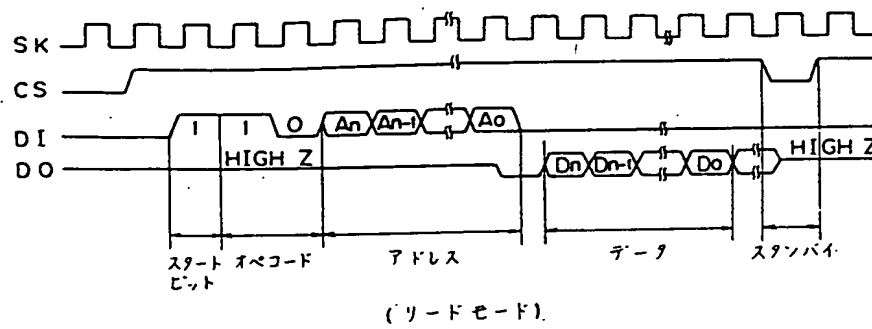 SK
CS
DI 1 1 0 An An-1 A0
HIGH Z
DO Dn Dn-1 D0 HIGH Z
スタートビット オペコード アドレス データ スタンバイ
(リードモード)